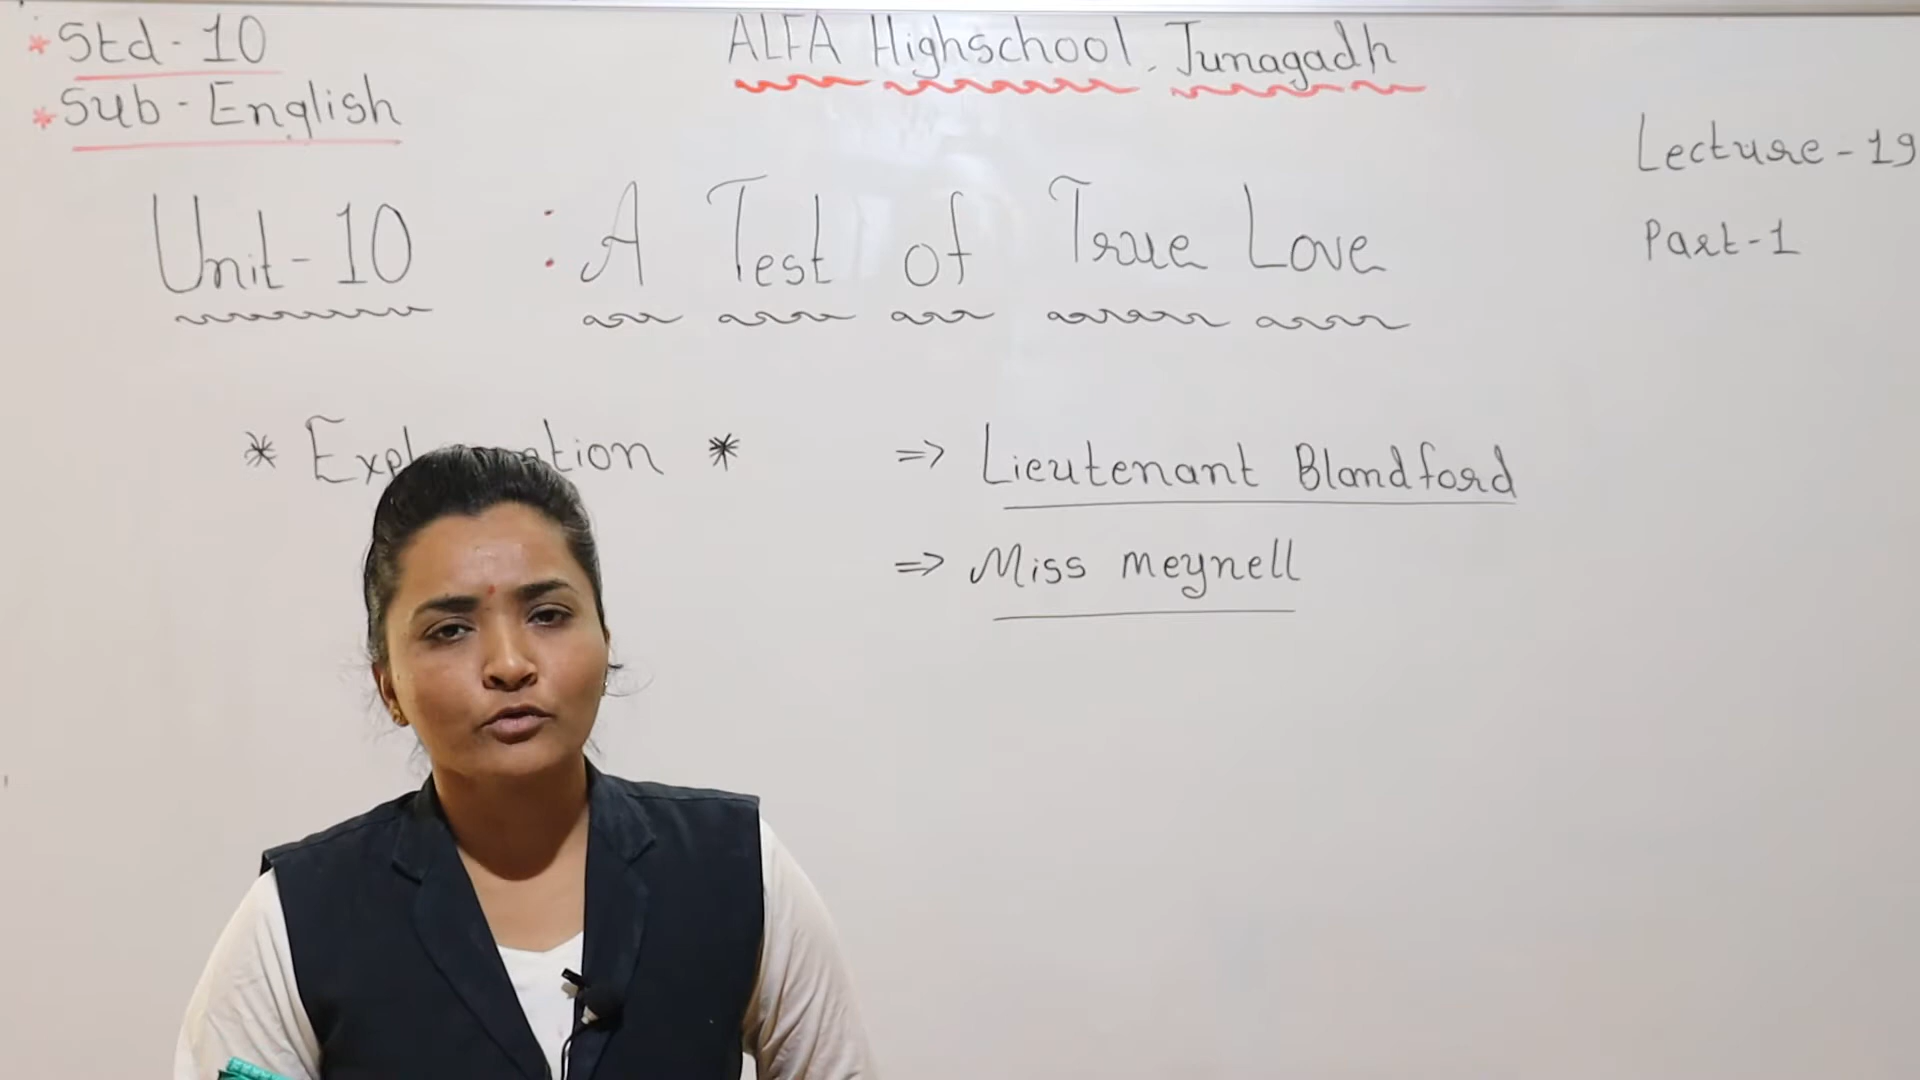 * Std - 10
ALFA Highschool, Junagadh
* Sub - English
Lecture - 19
Part - 1
Unit - 10 : A Test of True Love
* Explanation *
=> Lieutenant Blandford
=> Miss Meynell